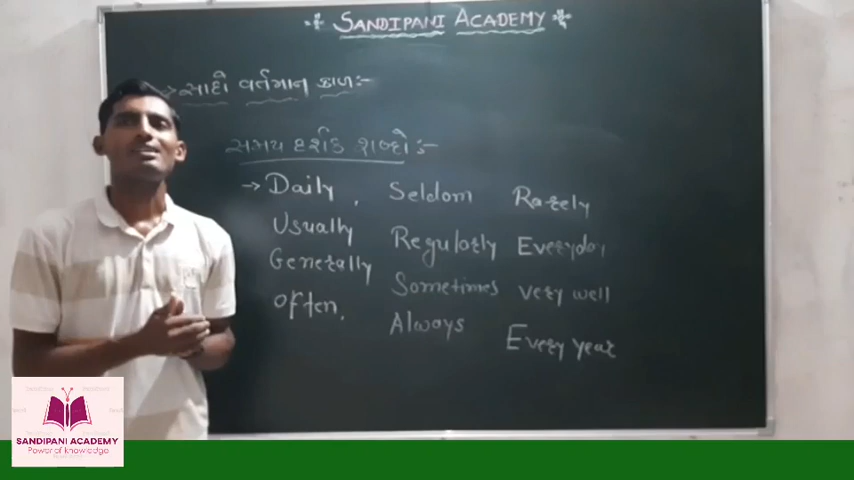 SANDIPANI ACADEMY
→ સાદો વર્તમાન કાળ:-
સમય દર્શક શબ્દો :-
→ Daily, Seldom Rarely
Usually Regularly Everyday
Generally Sometimes very well
often. Always Every year
SANDIPANI ACADEMY
Power of knowledge